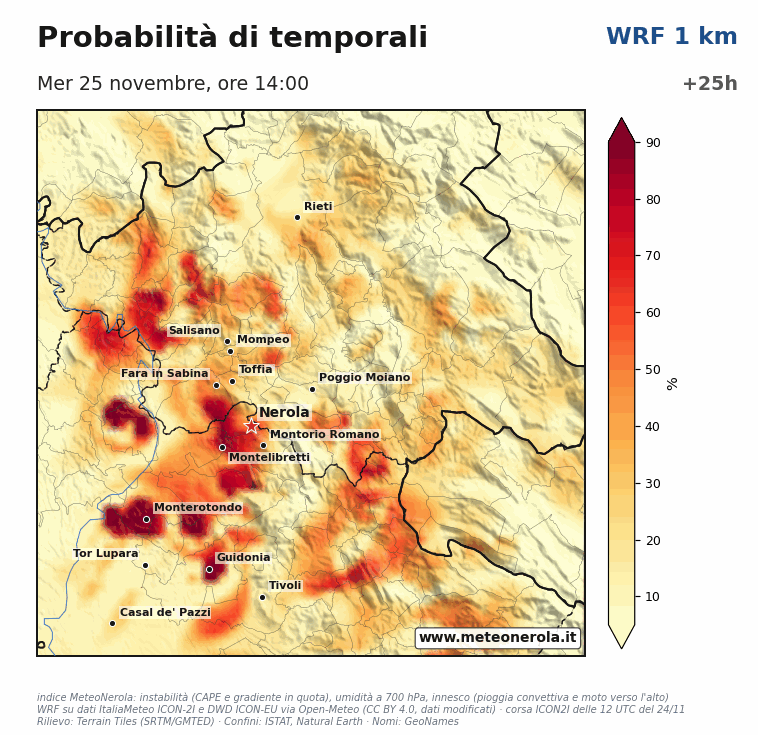 Probabilità di temporali
WRF 1 km
Mer 25 novembre, ore 14:00
+25h
Rieti
Salisano
Mompeo
Toffia
Fara in Sabina
Poggio Moiano
Nerola
Montorio Romano
Montelibretti
Monterotondo
Tor Lupara
Guidonia
Tivoli
Casal de' Pazzi
www.meteonerola.it
90
80
70
60
50
40
30
20
10
%
indice MeteoNerola: instabilità (CAPE e gradiente in quota), umidità a 700 hPa, innesco (pioggia convettiva e moto verso l'alto)
WRF su dati ItaliaMeteo ICON-2I e DWD ICON-EU via Open-Meteo (CC BY 4.0, dati modificati) · corsa ICON2I delle 12 UTC del 24/11
Rilievo: Terrain Tiles (SRTM/GMTED) · Confini: ISTAT, Natural Earth · Nomi: GeoNames